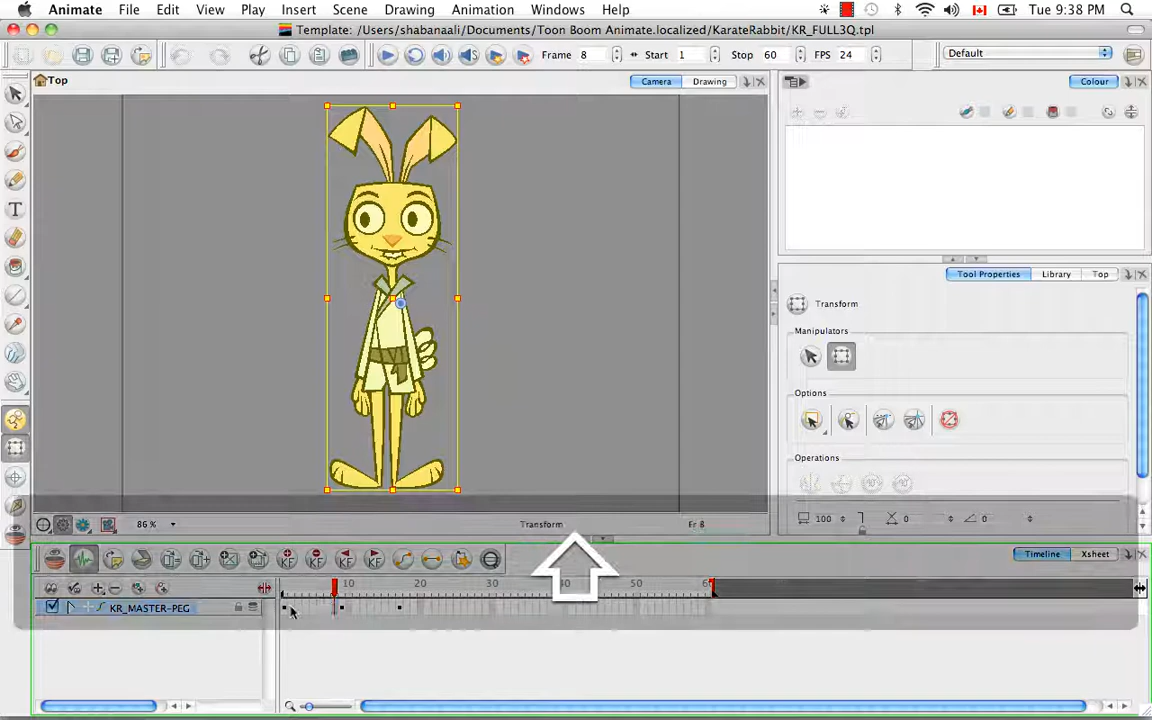 Animate File Edit View Play Insert Scene Drawing Animation Windows Help Tue 9:38 PM
Template: /Users/shabanaali/Documents/Toon Boom Animate.localized/KarateRabbit/KR_FULL3Q.tpl
Frame 8 Start 1 Stop 60 FPS 24 Default
Top Camera Drawing Colour
Tool Properties Library Top
Transform
Manipulators
Options
Operations
100 0 0
86 % Transform Fr 8
Timeline Xsheet
10 20 30 40 50 60
KR_MASTER-PEG